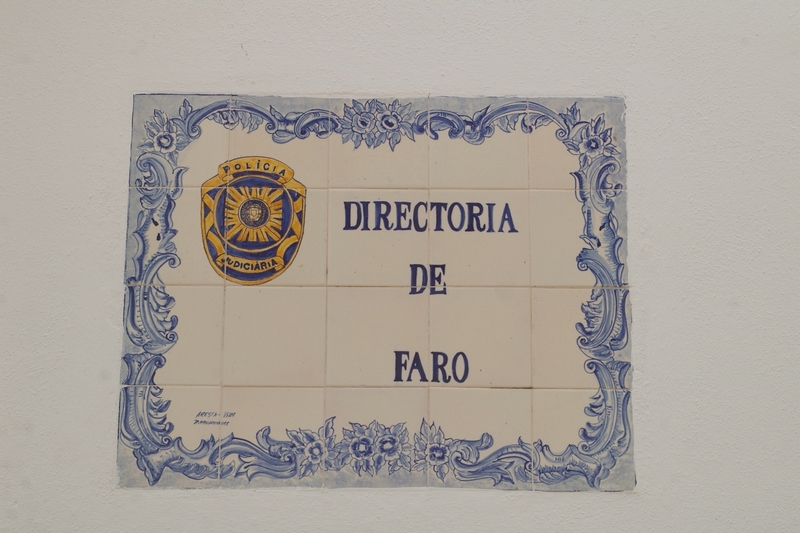 POLÍCIA
JUDICIÁRIA
DIRECTORIA
DE
FARO